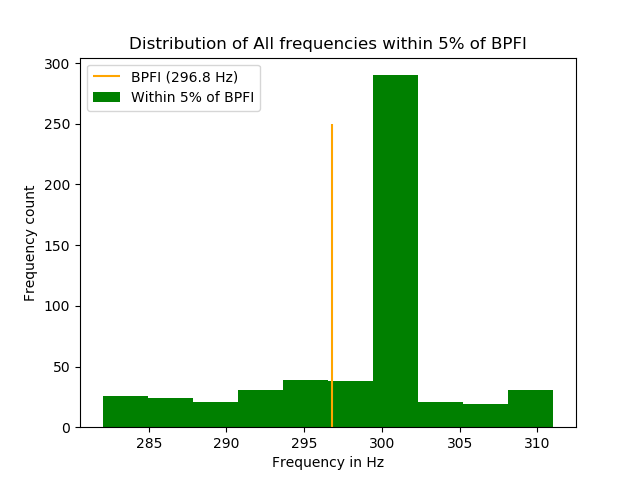 Distribution of All frequencies within 5% of BPFI
BPFI (296.8 Hz)
Within 5% of BPFI
Frequency count
300
250
200
150
100
50
0
285 290 295 300 305 310
Frequency in Hz